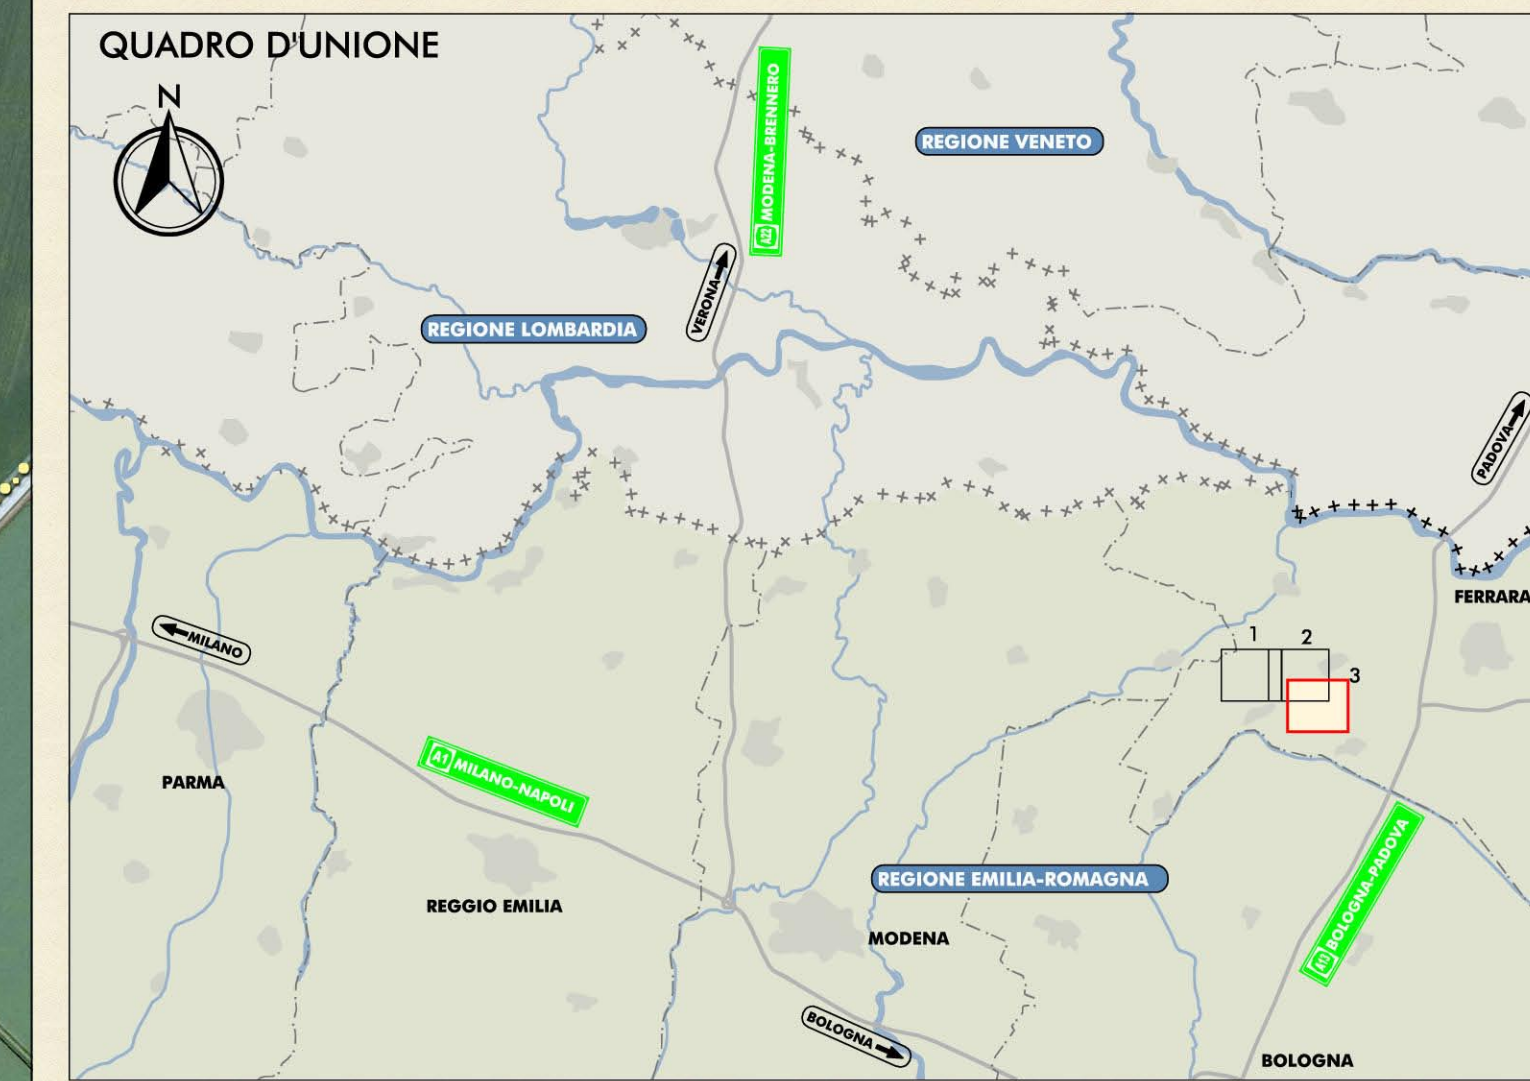 QUADRO D'UNIONE
N
A22 MODENA-BRENNERO
REGIONE VENETO
VERONA
REGIONE LOMBARDIA
PADOVA
FERRARA
MILANO
1
2
3
PARMA
A1 MILANO-NAPOLI
A13 BOLOGNA-PADOVA
REGIONE EMILIA-ROMAGNA
REGGIO EMILIA
MODENA
BOLOGNA
BOLOGNA